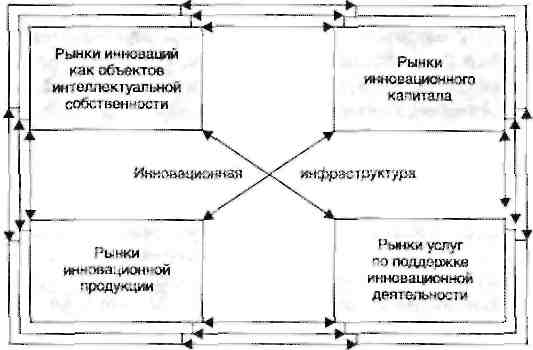 Рынки инноваций
как объектов
интеллектуальной
собственности
Рынки
инновационного
капитала
Инновационная инфраструктура
Рынки
инновационной
продукции
Рынки услуг
по поддержке
инновационной
деятельности